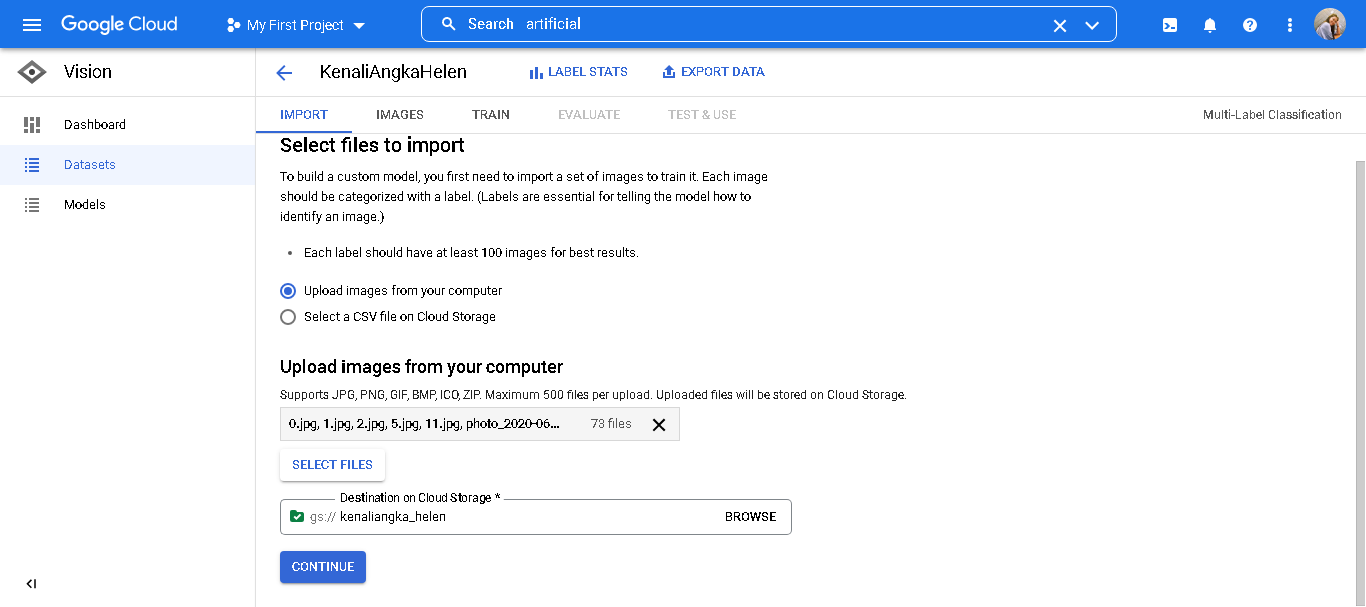 Google Cloud
My First Project
Search artificial
Vision
KenaliAngkaHelen
LABEL STATS
EXPORT DATA
Dashboard
Datasets
Models
IMPORT
IMAGES
TRAIN
EVALUATE
TEST & USE
Multi-Label Classification
Select files to import
To build a custom model, you first need to import a set of images to train it. Each image
should be categorized with a label. (Labels are essential for telling the model how to
identify an image.)
• Each label should have at least 100 images for best results.
Upload images from your computer
Select a CSV file on Cloud Storage
Upload images from your computer
Supports JPG, PNG, GIF, BMP, ICO, ZIP. Maximum 500 files per upload. Uploaded files will be stored on Cloud Storage.
0.jpg, 1.jpg, 2.jpg, 5.jpg, 11.jpg, photo_2020-06... 73 files
SELECT FILES
Destination on Cloud Storage *
gs:// kenaliangka_helen
BROWSE
CONTINUE